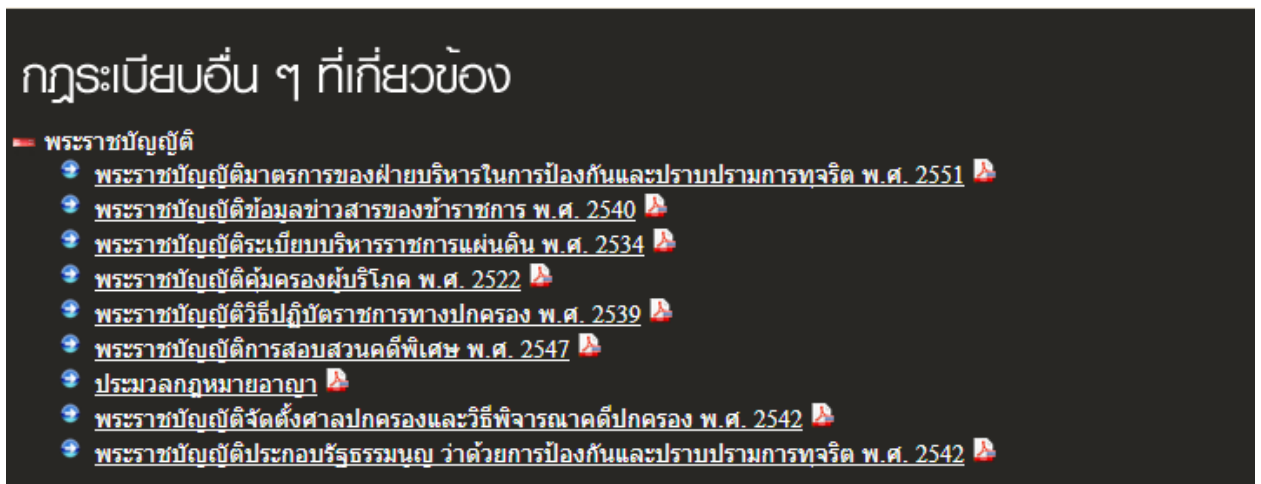 กฎระเบียบอื่น ๆ ที่เกี่ยวข้อง
พระราชบัญญัติ
พระราชบัญญัติมาตรการของฝ่ายบริหารในการป้องกันและปราบปรามการทุจริต พ.ศ. 2551
พระราชบัญญัติข้อมูลข่าวสารของข้าราชการ พ.ศ. 2540
พระราชบัญญัติระเบียบบริหารราชการแผ่นดิน พ.ศ. 2534
พระราชบัญญัติคุ้มครองผู้บริโภค พ.ศ. 2522
พระราชบัญญัติวิธีปฏิบัตราชการทางปกครอง พ.ศ. 2539
พระราชบัญญัติการสอบสวนคดีพิเศษ พ.ศ. 2547
ประมวลกฎหมายอาญา
พระราชบัญญัติจัดตั้งศาลปกครองและวิธีพิจารณาคดีปกครอง พ.ศ. 2542
พระราชบัญญัติประกอบรัฐธรรมนูญ ว่าด้วยการป้องกันและปราบปรามการทุจริต พ.ศ. 2542